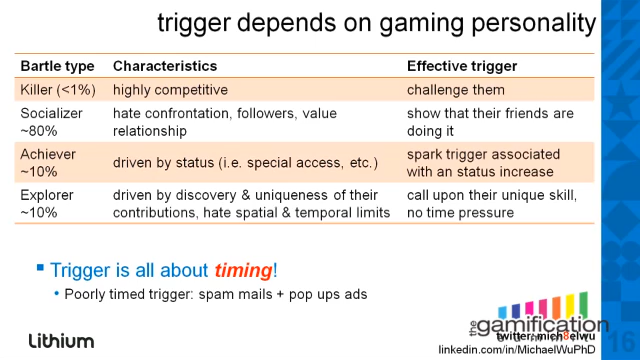 trigger depends on gaming personality
Bartle type Characteristics Effective trigger
Killer (<1%) highly competitive challenge them
Socializer hate confrontation, followers, value show that their friends are
~80% relationship doing it
Achiever driven by status (i.e. special access, etc.) spark trigger associated
~10% with an status increase
Explorer driven by discovery & uniqueness of their call upon their unique skill,
~10% contributions, hate spatial & temporal limits no time pressure
Trigger is all about timing!
• Poorly timed trigger: spam mails + pop ups ads
the gamification
twitter: mich8elwu
Lithium
linkedin.com/in/MichaelWuPhD
16